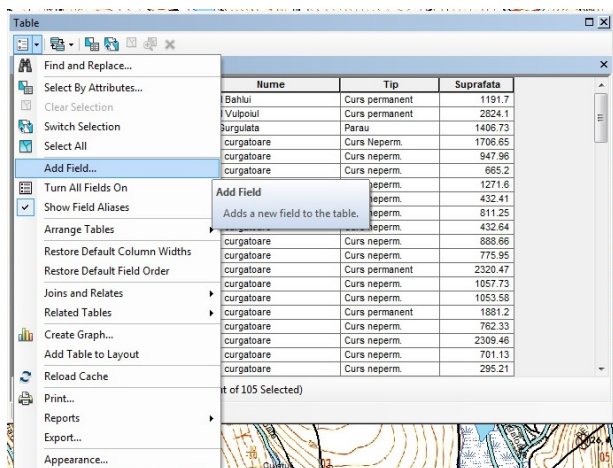 Table
Find and Replace...
Select By Attributes...
Clear Selection
Switch Selection
Select All
Add Field...
Turn All Fields On
Show Field Aliases
Arrange Tables
Restore Default Column Widths
Restore Default Field Order
Joins and Relates
Related Tables
Create Graph...
Add Table to Layout
Reload Cache
Print...
Reports
Export...
Appearance...
Add Field
Adds a new field to the table.
Nume Tip Suprafata
Bahlui Curs permanent 1191.7
Vulpoiul Curs permanent 2824.1
Gurgulata Parau 1406.73
curgatoare Curs Neperm. 1706.65
curgatoare Curs neperm. 947.96
curgatoare Curs neperm. 665.2
neperm. 1271.6
neperm. 432.41
neperm. 811.25
neperm. 432.64
curgatoare Curs neperm. 888.66
curgatoare Curs neperm. 775.95
curgatoare Curs permanent 2320.47
curgatoare Curs neperm. 1057.73
curgatoare Curs neperm. 1053.58
curgatoare Curs permanent 1881.2
curgatoare Curs neperm. 762.33
curgatoare Curs neperm. 2309.46
curgatoare Curs neperm. 701.13
curgatoare Curs neperm. 295.21
of 105 Selected)